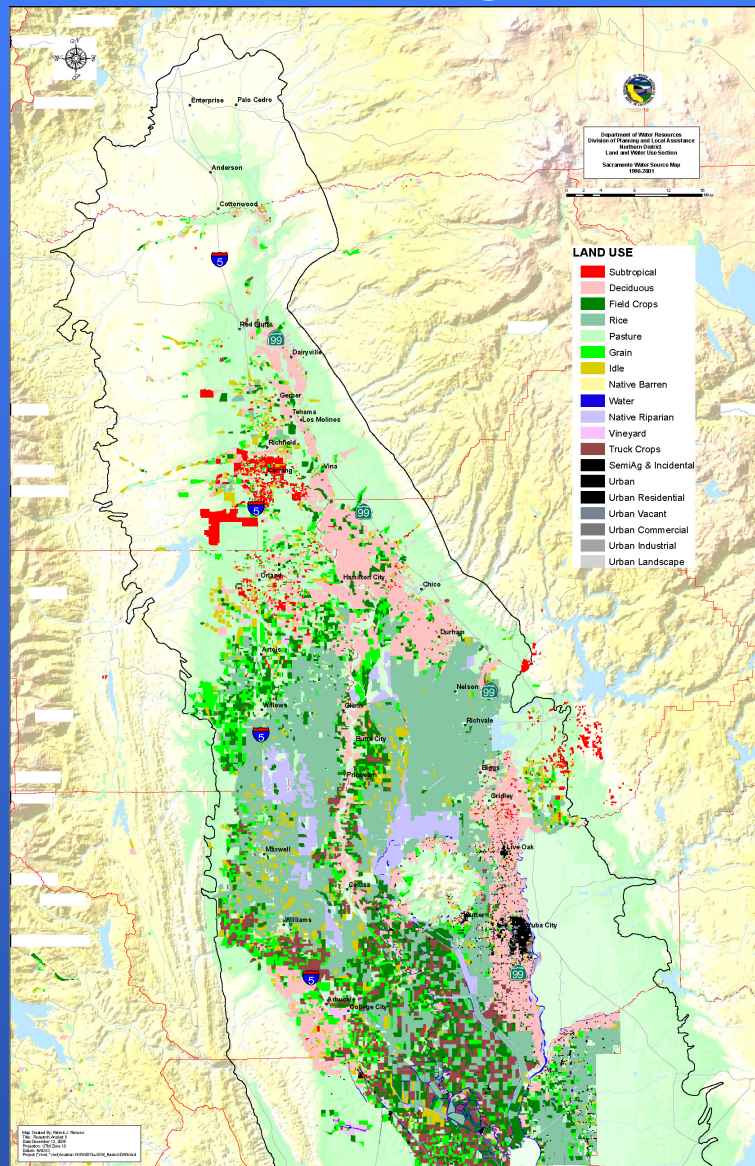 N
Enterprise
Palo Cedro
Department of Water Resources
Division of Planning and Local Assistance
Northern District
Land and Water Use Section
Sacramento Water Source Map
1996-2001
Anderson
Cottonwood
5
LAND USE
Subtropical
Deciduous
Field Crops
Rice
Pasture
Grain
Idle
Native Barren
Water
Native Riparian
Vineyard
Truck Crops
SemiAg & Incidental
Urban
Urban Residential
Urban Vacant
Urban Commercial
Urban Industrial
Urban Landscape
Red Bluff
99
Dairyville
Gerber
Tehama
Los Molinos
Richfield
Corning
Vina
5
99
Orland
Hamilton City
Chico
Durham
Artois
Nelson
99
Willows
Glenn
Richvale
5
Butte City
Princeton
Biggs
Gridley
Maxwell
Live Oak
Colusa
Williams
Sutter
Yuba City
5
99
Arbuckle
College City